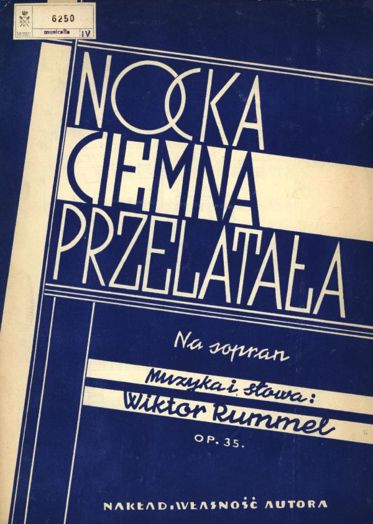 6250
musicalia IV
NOCKA
CIEMNA
PRZELATAŁA
Na sopran
Muzyka i słowa:
Wiktor Rummel
OP. 35.
NAKŁAD i WŁASNOŚĆ AUTORA